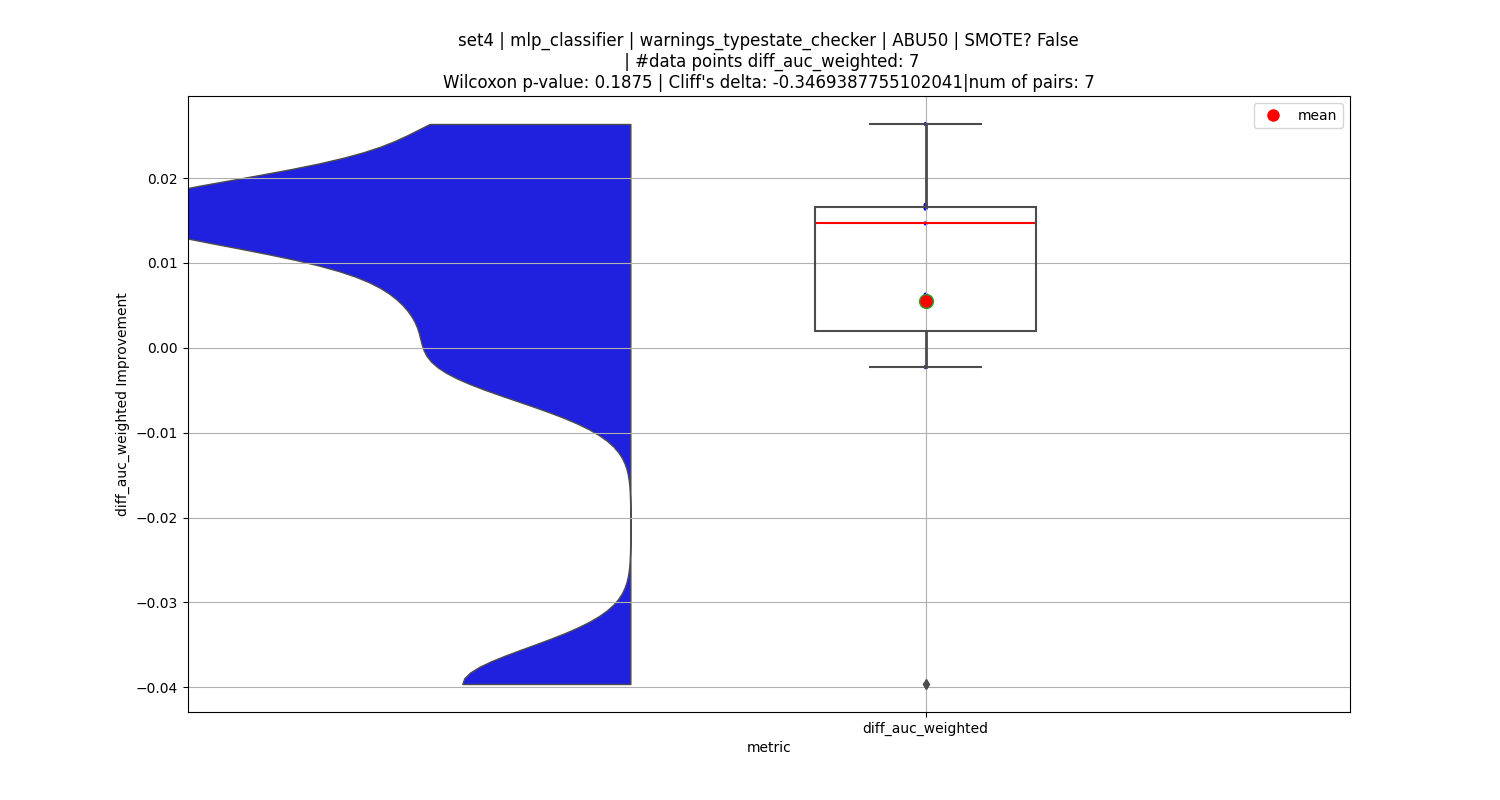 set4 | mlp_classifier | warnings_typestate_checker | ABU50 | SMOTE? False
| #data points diff_auc_weighted: 7
Wilcoxon p-value: 0.1875 | Cliff's delta: -0.3469387755102041|num of pairs: 7
mean
0.02
0.01
0.00
−0.01
−0.02
−0.03
−0.04
diff_auc_weighted Improvement
diff_auc_weighted
metric